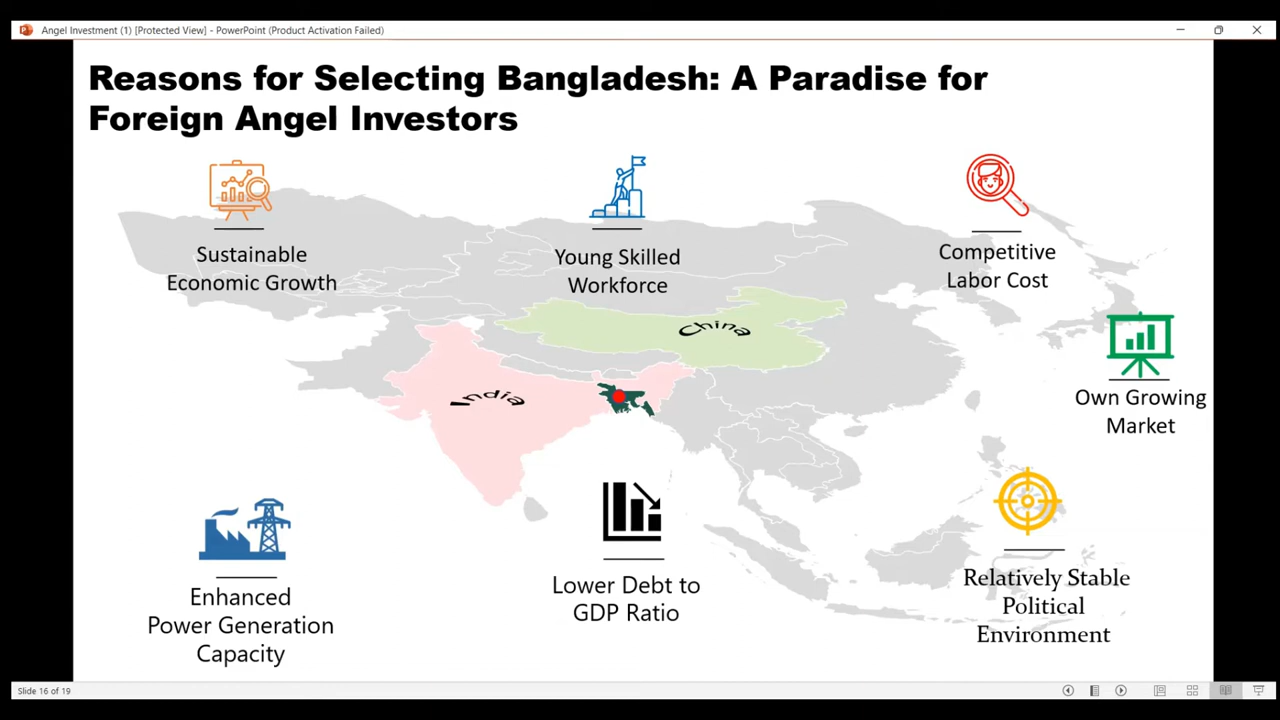 Angel Investment (1) [Protected View] - PowerPoint (Product Activation Failed)
Reasons for Selecting Bangladesh: A Paradise for
Foreign Angel Investors
Sustainable
Economic Growth
Young Skilled
Workforce
Competitive
Labor Cost
China
India
Own Growing
Market
Enhanced
Power Generation
Capacity
Lower Debt to
GDP Ratio
Relatively Stable
Political
Environment
Slide 16 of 19